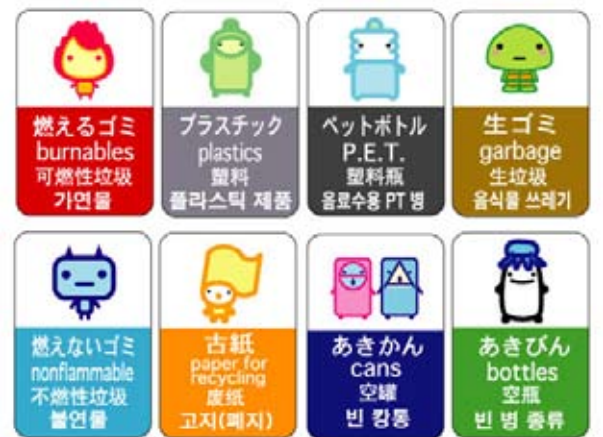 燃えるゴミ
burnables
可燃性垃圾
가연물
プラスチック
plastics
塑料
플라스틱 제품
ペットボトル
P.E.T.
塑料瓶
음료수용 PT 병
生ゴミ
garbage
生垃圾
음식물 쓰레기
燃えないゴミ
nonflammable
不燃性垃圾
불연물
古紙
paper for
recycling
废纸
고지(폐지)
あきかん
cans
空罐
빈 캉통
あきびん
bottles
空瓶
빈 병 종류